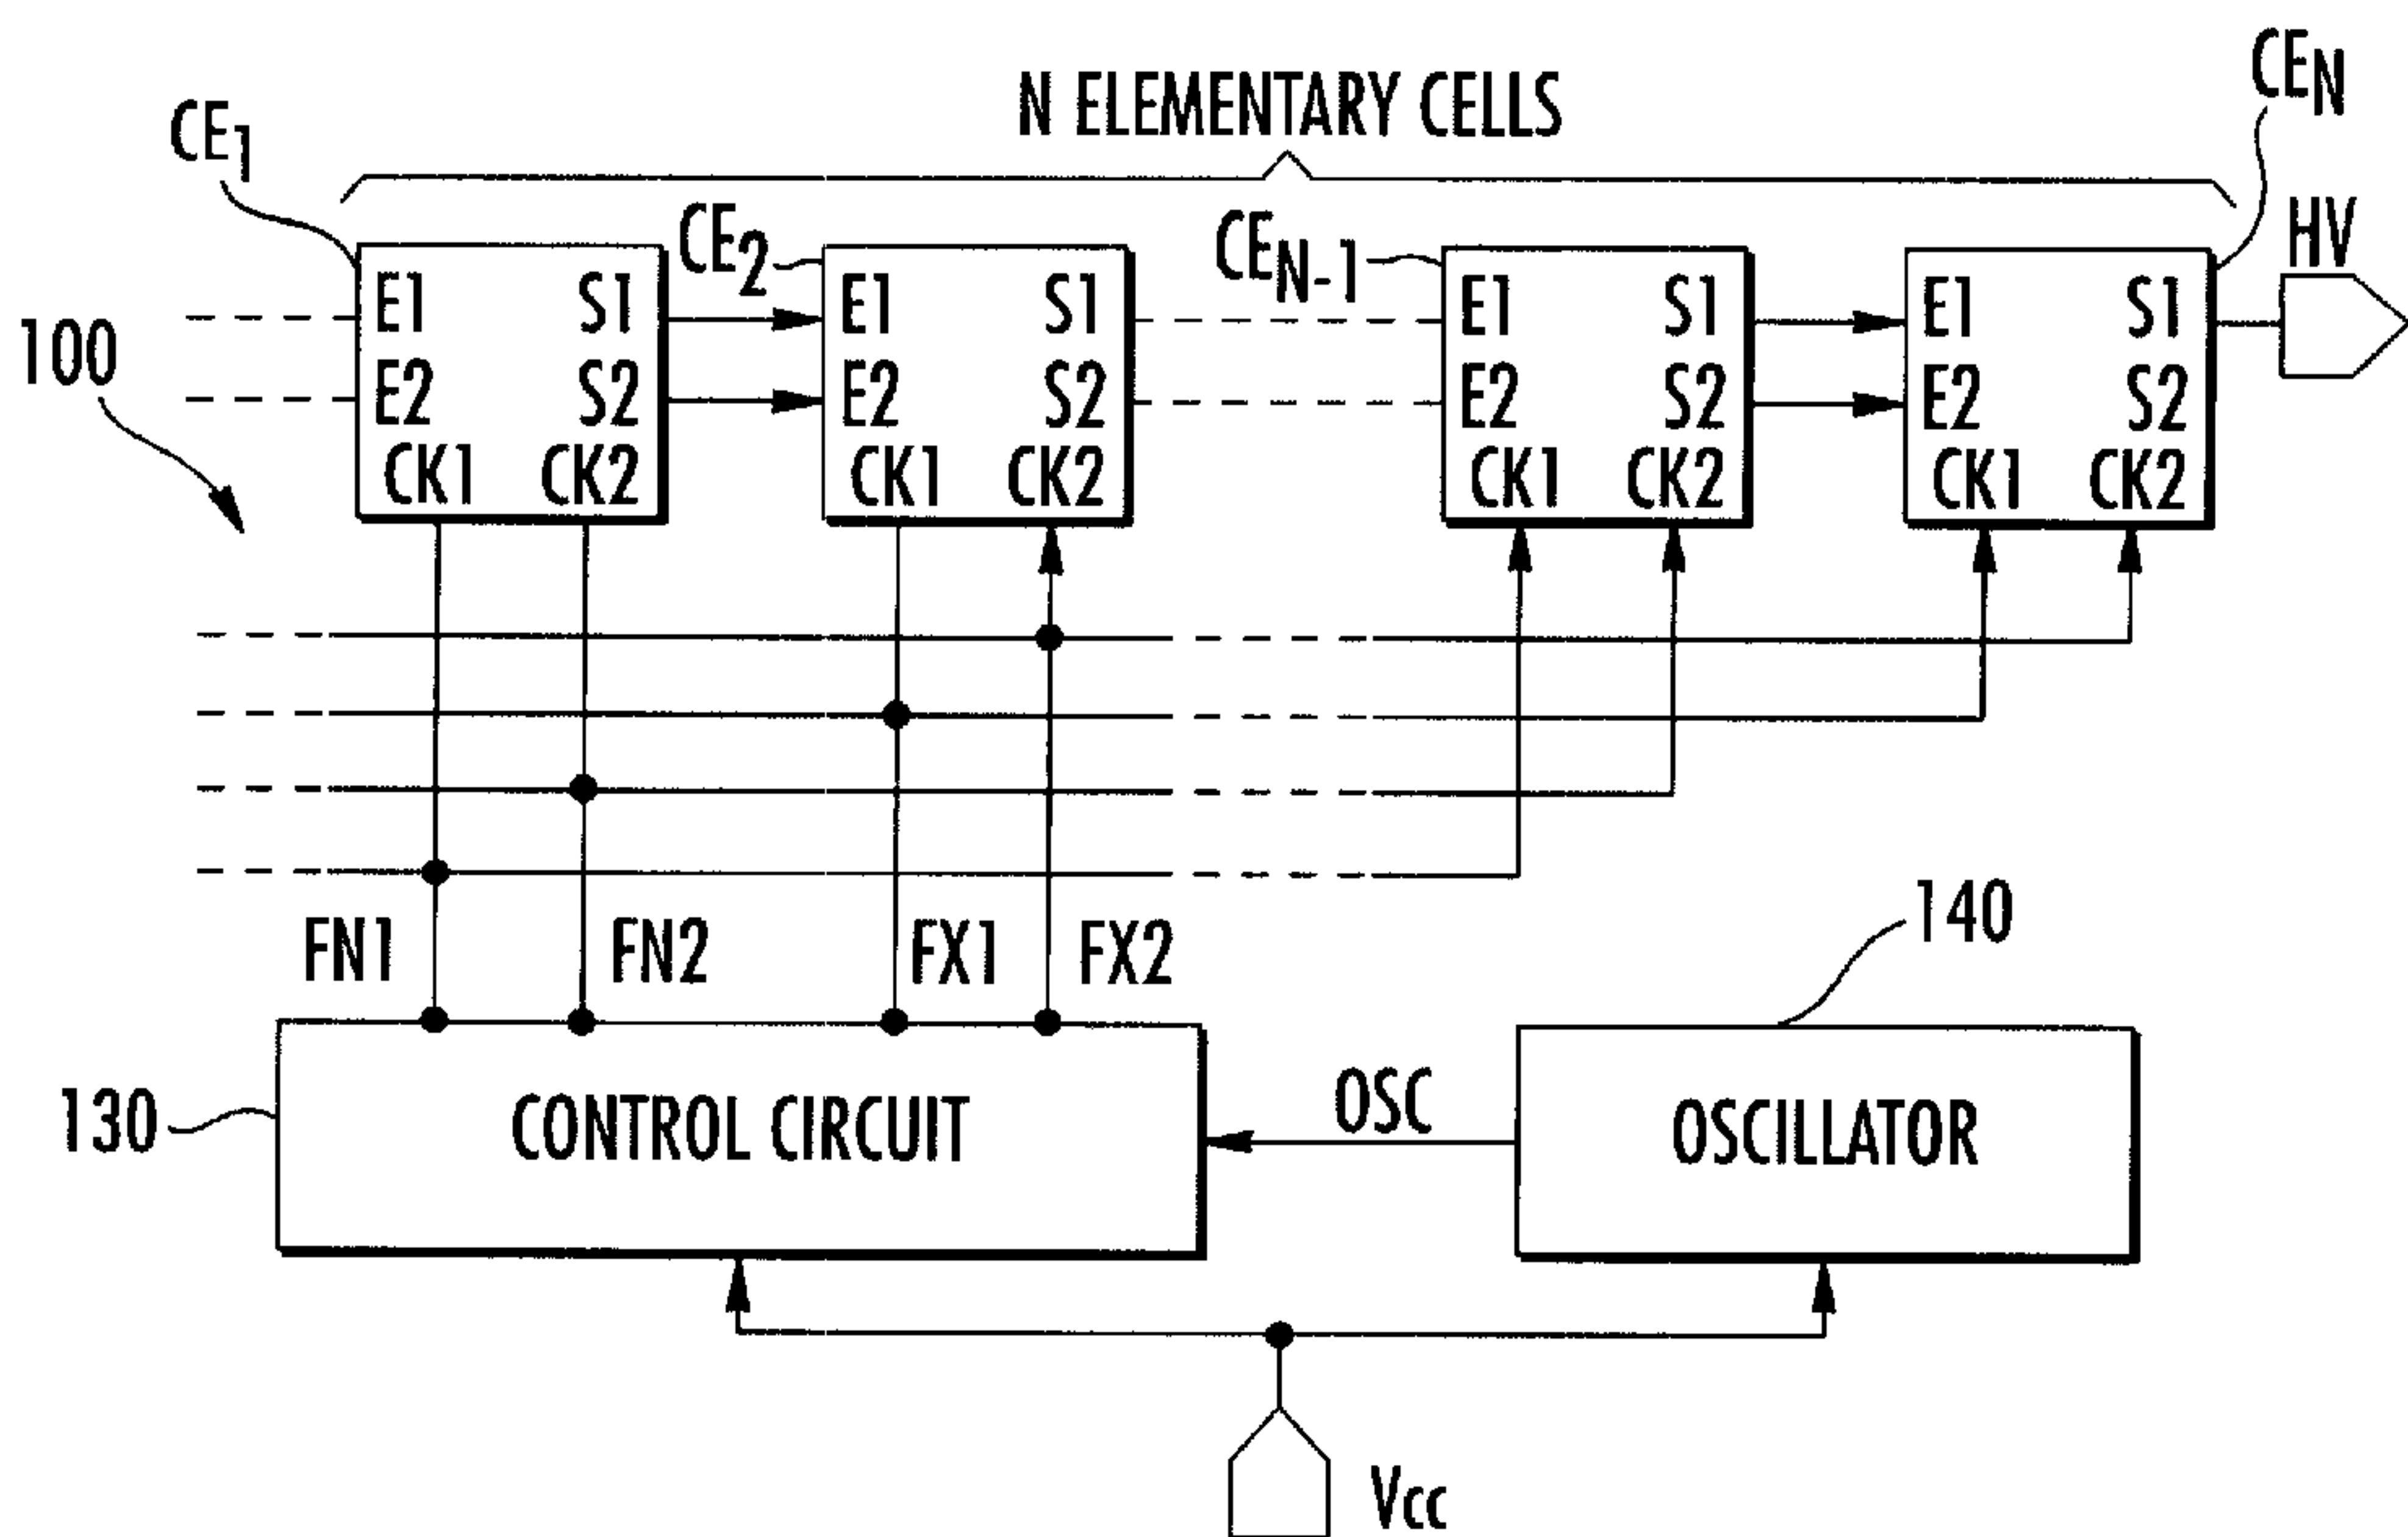 N ELEMENTARY CELLS
CE1
CE2
CEN-1
CEN
HV
100
E1 S1
E2 S2
CK1 CK2
E1 S1
E2 S2
CK1 CK2
E1 S1
E2 S2
CK1 CK2
E1 S1
E2 S2
CK1 CK2
FN1
FN2
FX1
FX2
140
130
CONTROL CIRCUIT
OSC
OSCILLATOR
Vcc